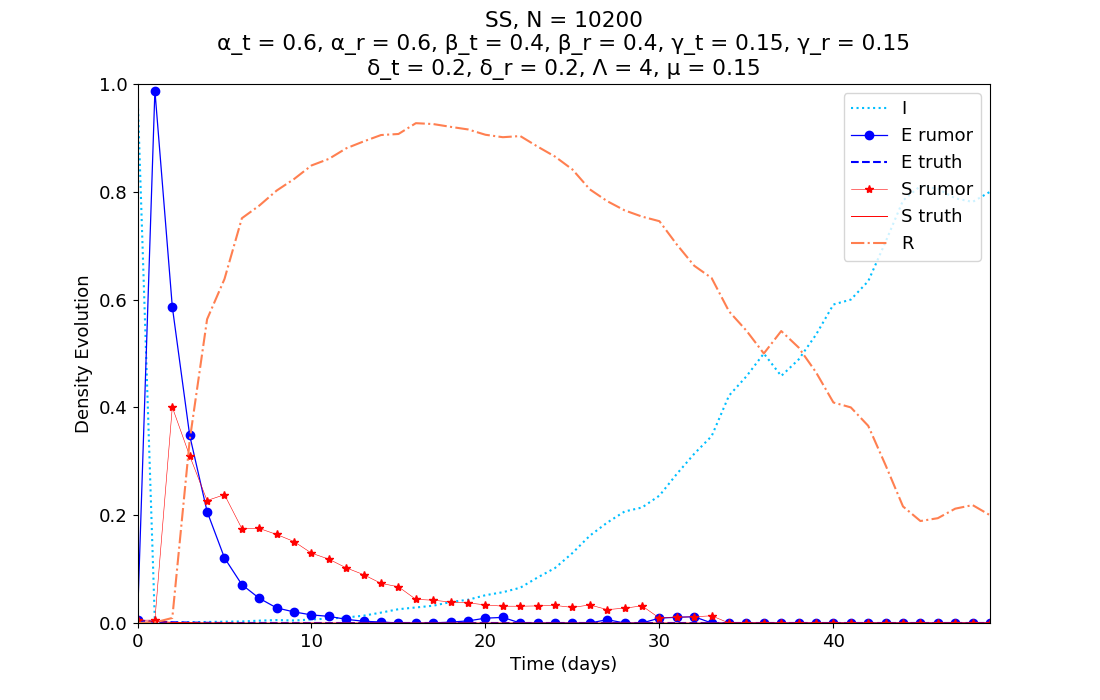 SS, N = 10200
α_t = 0.6, α_r = 0.6, β_t = 0.4, β_r = 0.4, γ_t = 0.15, γ_r = 0.15
δ_t = 0.2, δ_r = 0.2, Λ = 4, μ = 0.15
1.0
0.8
0.6
0.4
0.2
0.0
Density Evolution
I
E rumor
E truth
S rumor
S truth
R
0
10
20
30
40
Time (days)